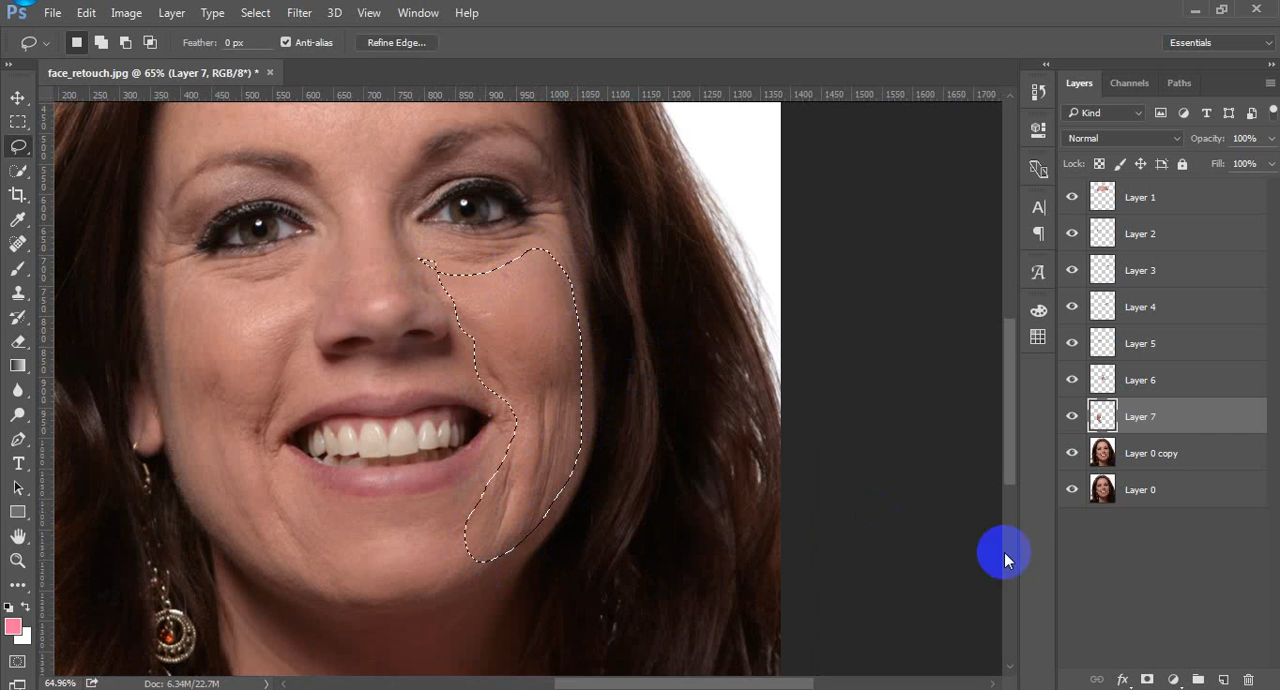 Ps File Edit Image Layer Type Select Filter 3D View Window Help
Feather: 0 px Anti-alias Refine Edge... Essentials
face_retouch.jpg @ 65% (Layer 7, RGB/8*) * ×
200 250 300 350 400 450 500 550 600 650 700 750 800 850 900 950 1000 1050 1100 1150 1200 1250 1300 1350 1400 1450 1500 1550 1600 1650 1700
Layers Channels Paths
Kind
Normal Opacity: 100%
Lock: Fill: 100%
Layer 1
Layer 2
Layer 3
Layer 4
Layer 5
Layer 6
Layer 7
Layer 0 copy
Layer 0
64.96% Doc: 6.34M/22.7M